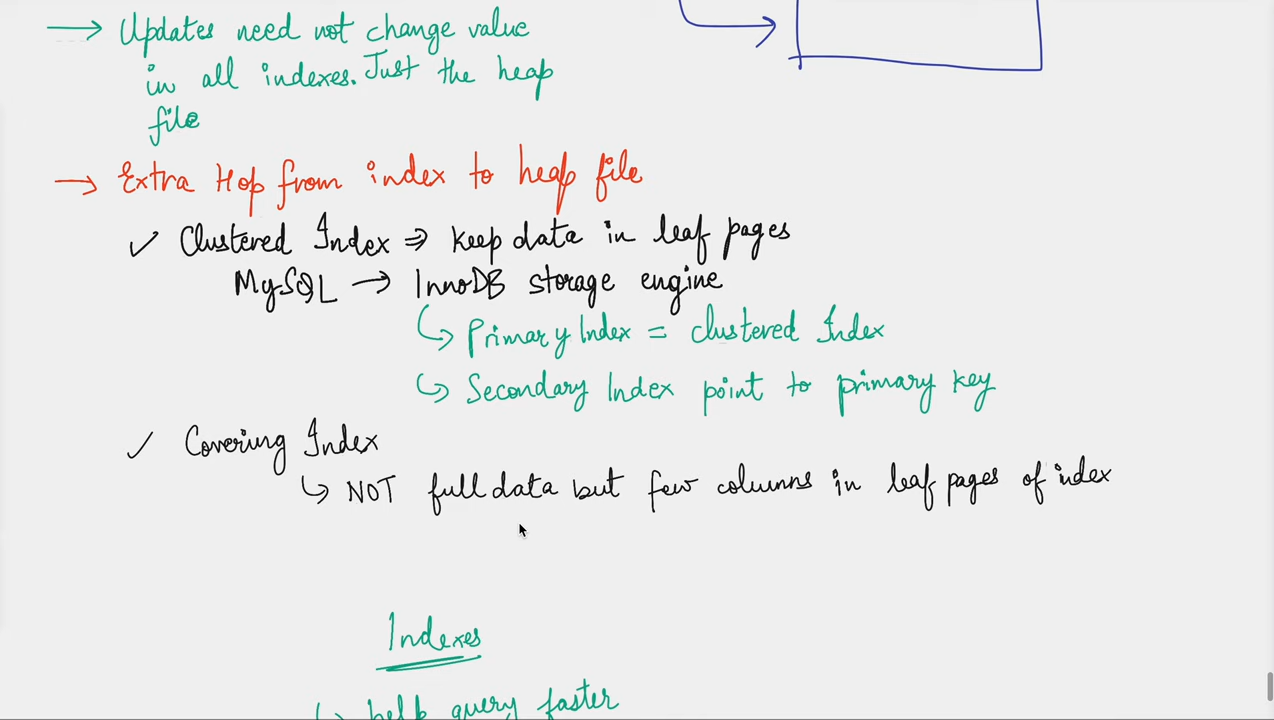 → Updates need not change value
in all indexes. Just the heap
file
→ Extra Hop from index to heap file
✓ Clustered Index ⇒ keep data in leaf pages
MySQL → InnoDB storage engine
↳ Primary Index = clustered Index
↳ Secondary Index point to primary key
✓ Covering Index
↳ NOT full data but few columns in leaf pages of index
Indexes
↳ help query faster